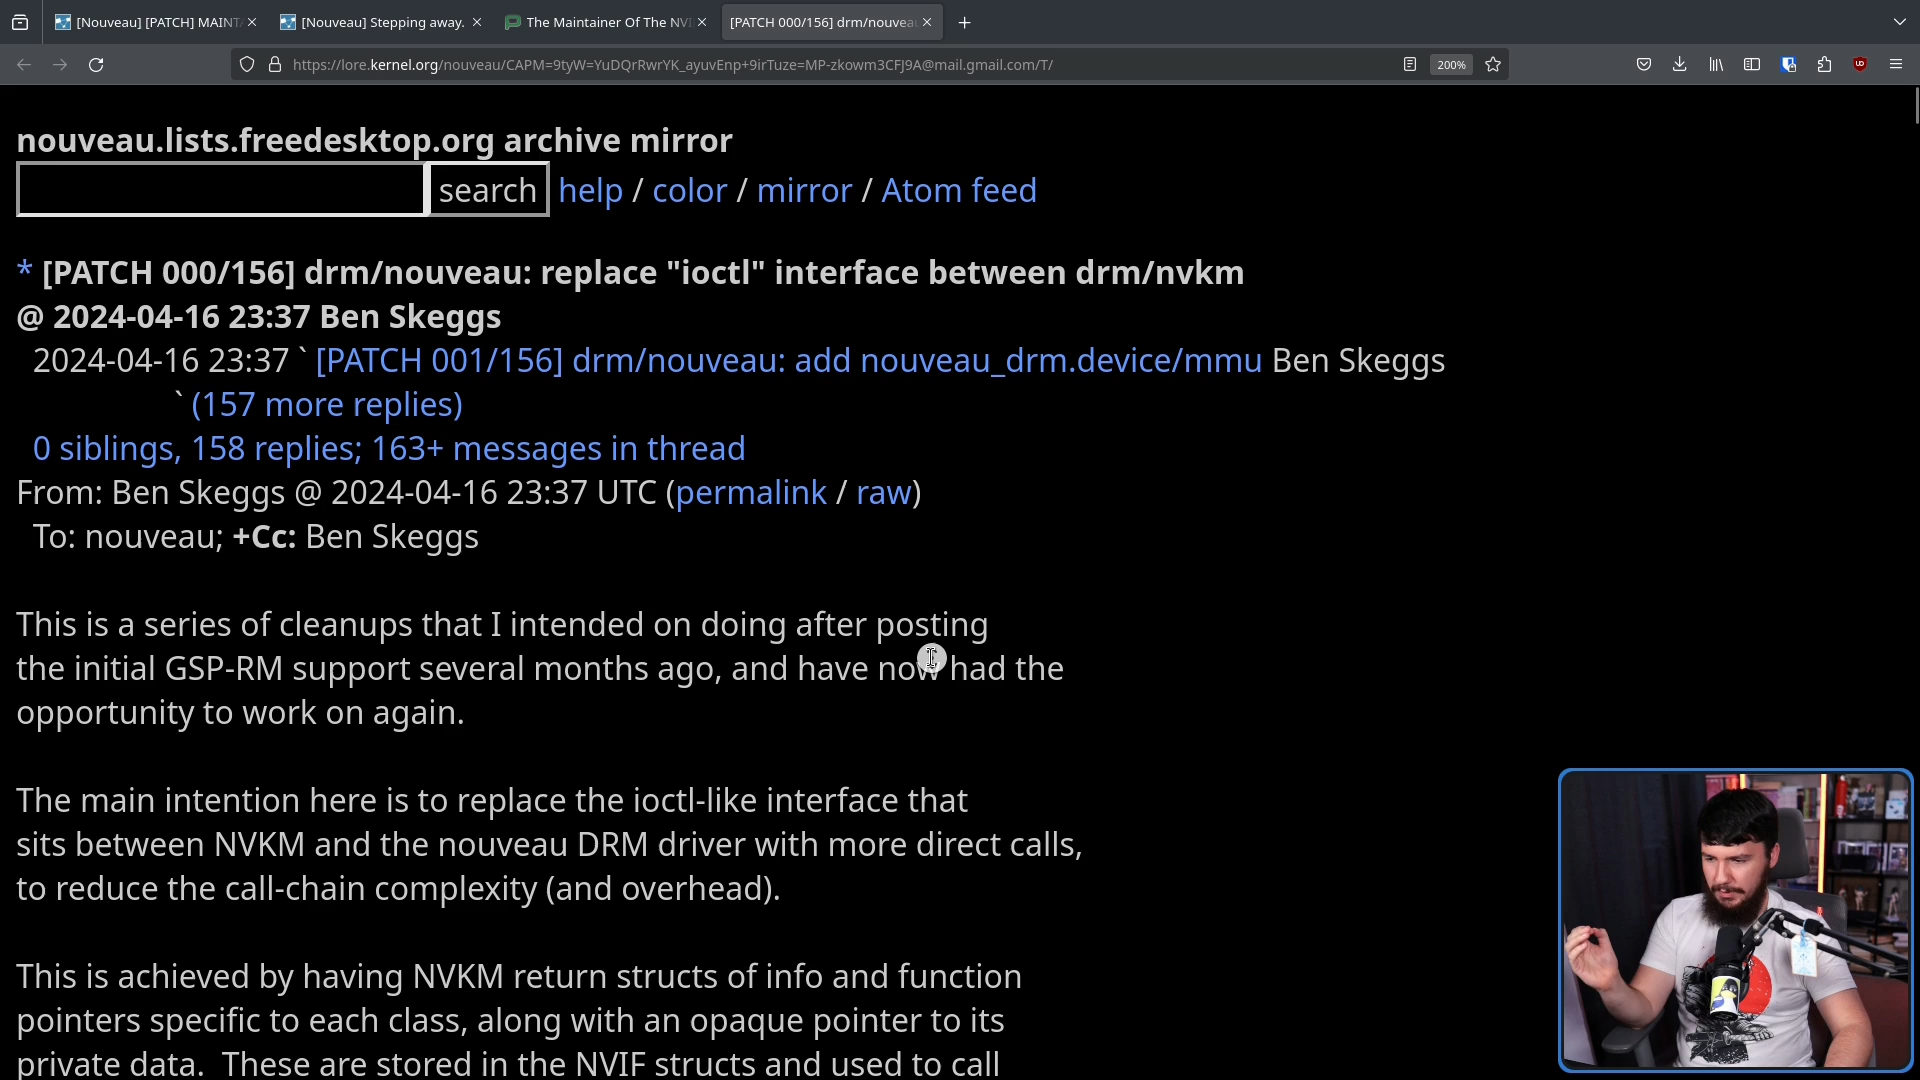 [Nouveau] [PATCH] MAINTA
[Nouveau] Stepping away.
The Maintainer Of The NVI
[PATCH 000/156] drm/nouveau
https://lore.kernel.org/nouveau/CAPM=9tyW=YuDQrRwrYK_ayuvEnp+9irTuze=MP-zkowm3CFJ9A@mail.gmail.com/T/
200%
nouveau.lists.freedesktop.org archive mirror
search help / color / mirror / Atom feed
* [PATCH 000/156] drm/nouveau: replace "ioctl" interface between drm/nvkm
@ 2024-04-16 23:37 Ben Skeggs
2024-04-16 23:37 ` [PATCH 001/156] drm/nouveau: add nouveau_drm.device/mmu Ben Skeggs
` (157 more replies)
0 siblings, 158 replies; 163+ messages in thread
From: Ben Skeggs @ 2024-04-16 23:37 UTC (permalink / raw)
To: nouveau; +Cc: Ben Skeggs
This is a series of cleanups that I intended on doing after posting
the initial GSP-RM support several months ago, and have now had the
opportunity to work on again.
The main intention here is to replace the ioctl-like interface that
sits between NVKM and the nouveau DRM driver with more direct calls,
to reduce the call-chain complexity (and overhead).
This is achieved by having NVKM return structs of info and function
pointers specific to each class, along with an opaque pointer to its
private data.  These are stored in the NVIF structs and used to call